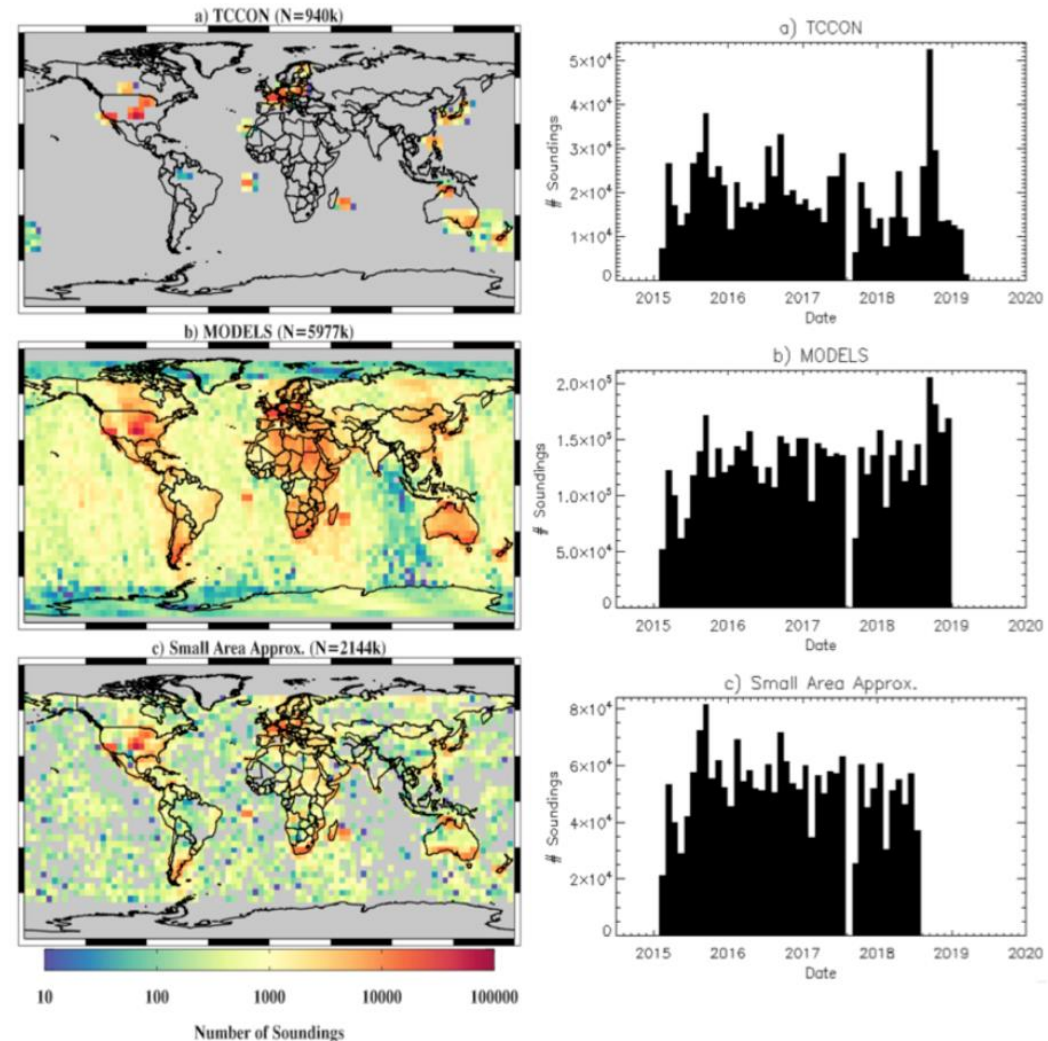 a) TCCON (N=940k)
b) MODELS (N=5977k)
c) Small Area Approx. (N=2144k)
10 100 1000 10000 100000
Number of Soundings
a) TCCON
5×10⁴
4×10⁴
3×10⁴
2×10⁴
1×10⁴
0
# Soundings
2015 2016 2017 2018 2019 2020
Date
b) MODELS
2.0×10⁵
1.5×10⁵
1.0×10⁵
5.0×10⁴
0
# Soundings
2015 2016 2017 2018 2019 2020
Date
c) Small Area Approx.
8×10⁴
6×10⁴
4×10⁴
2×10⁴
0
# Soundings
2015 2016 2017 2018 2019 2020
Date